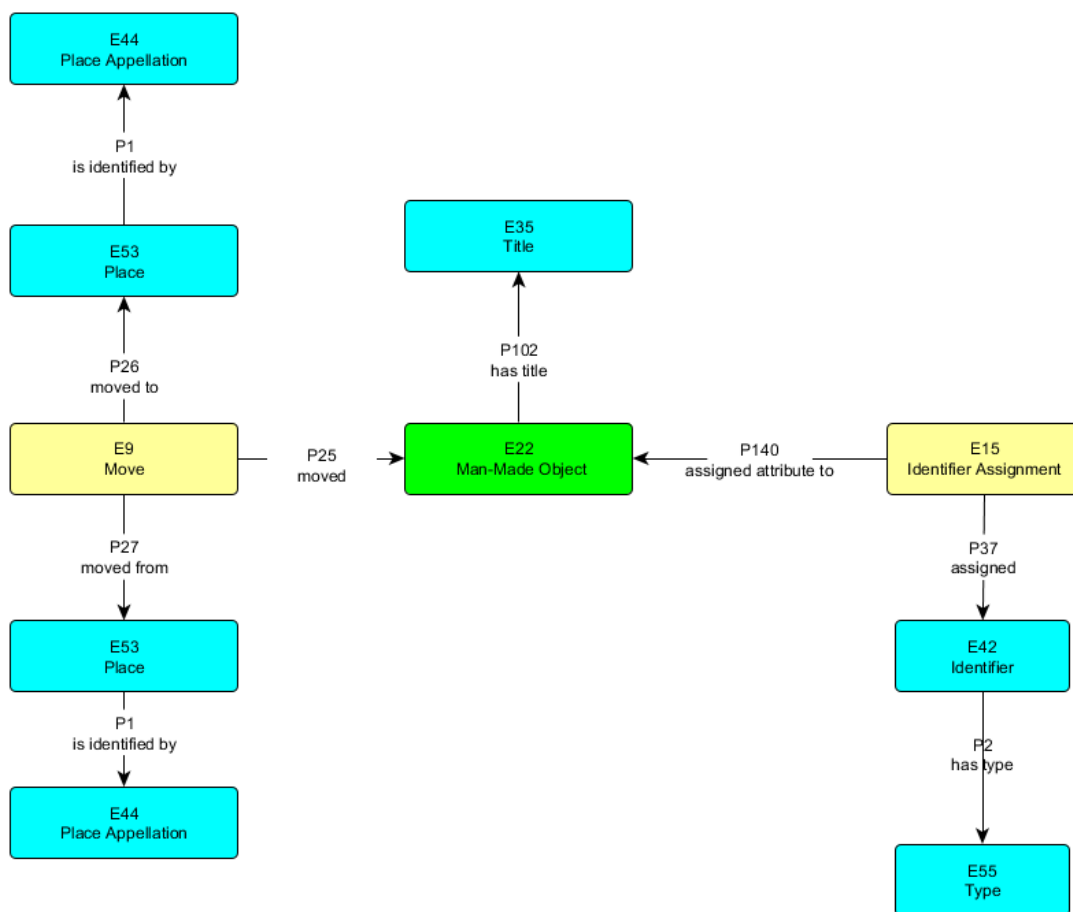 E44
Place Appellation
P1
is identified by
E53
Place
P26
moved to
E9
Move
P27
moved from
E53
Place
P1
is identified by
E44
Place Appellation
P25
moved
E35
Title
P102
has title
E22
Man-Made Object
P140
assigned attribute to
E15
Identifier Assignment
P37
assigned
E42
Identifier
P2
has type
E55
Type